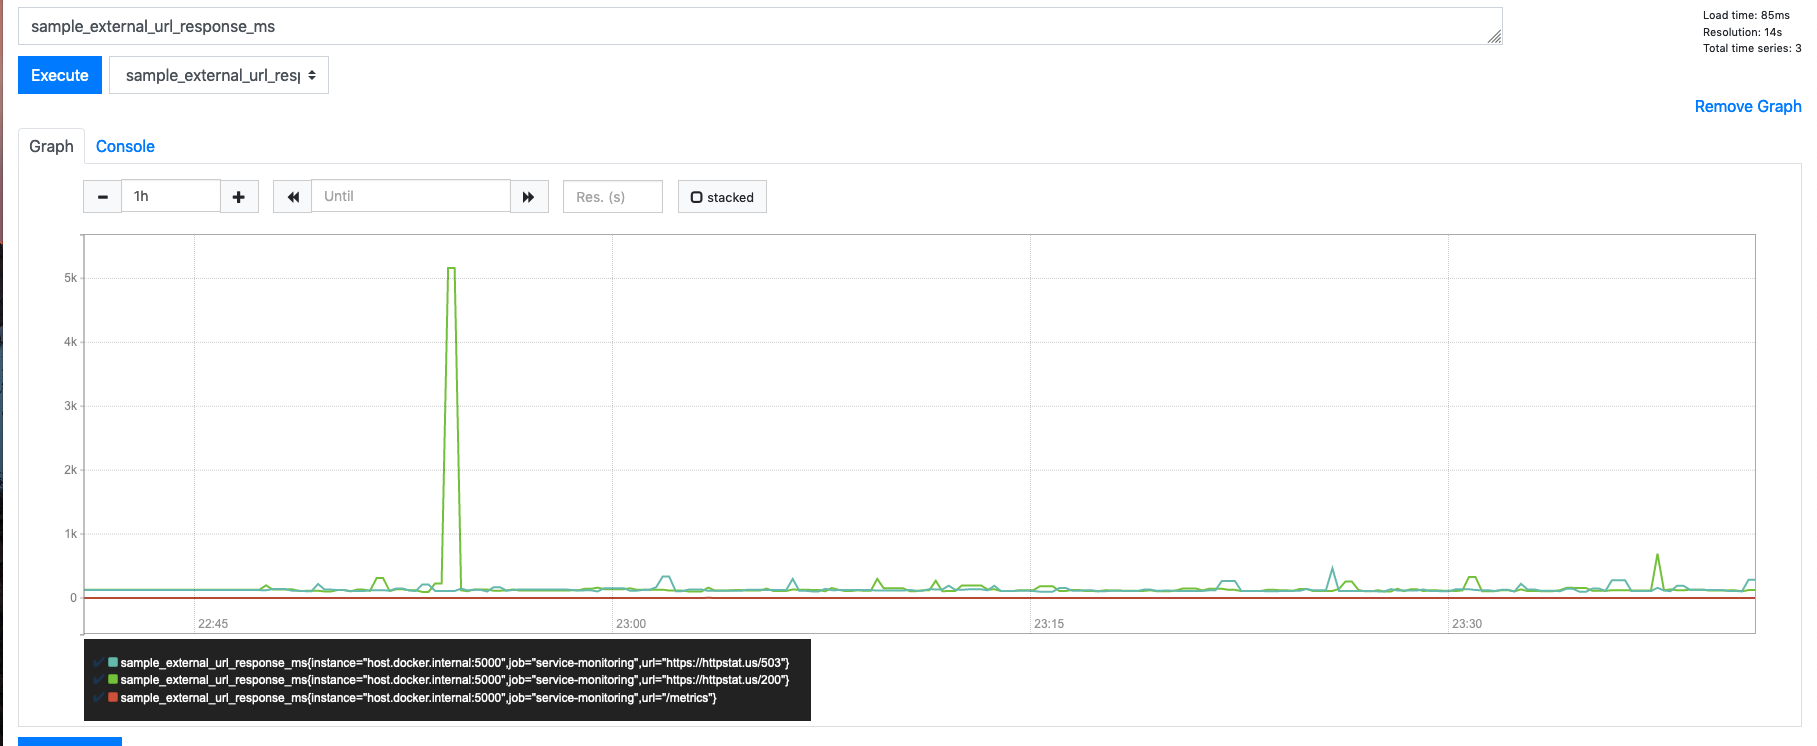 sample_external_url_response_ms
Load time: 85ms
Resolution: 14s
Total time series: 3
Execute
sample_external_url_resp
Remove Graph
Graph
Console
1h
Until
Res. (s)
stacked
5k
4k
3k
2k
1k
0
22:45
23:00
23:15
23:30
sample_external_url_response_ms{instance="host.docker.internal:5000",job="service-monitoring",url="https://httpstat.us/503"}
sample_external_url_response_ms{instance="host.docker.internal:5000",job="service-monitoring",url="https://httpstat.us/200"}
sample_external_url_response_ms{instance="host.docker.internal:5000",job="service-monitoring",url="/metrics"}